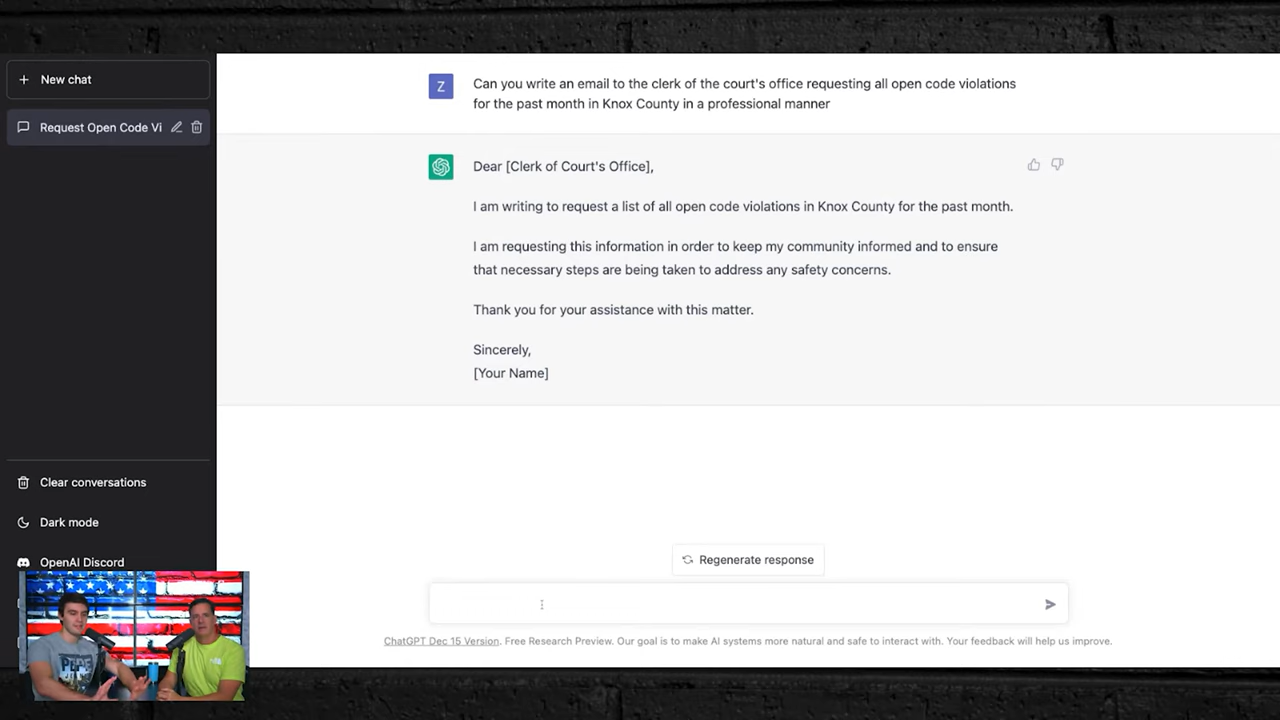 New chat
Request Open Code Vi
Clear conversations
Dark mode
OpenAI Discord
Z
Can you write an email to the clerk of the court's office requesting all open code violations
for the past month in Knox County in a professional manner
Dear [Clerk of Court's Office],
I am writing to request a list of all open code violations in Knox County for the past month.
I am requesting this information in order to keep my community informed and to ensure
that necessary steps are being taken to address any safety concerns.
Thank you for your assistance with this matter.
Sincerely,
[Your Name]
Regenerate response
ChatGPT Dec 15 Version. Free Research Preview. Our goal is to make AI systems more natural and safe to interact with. Your feedback will help us improve.